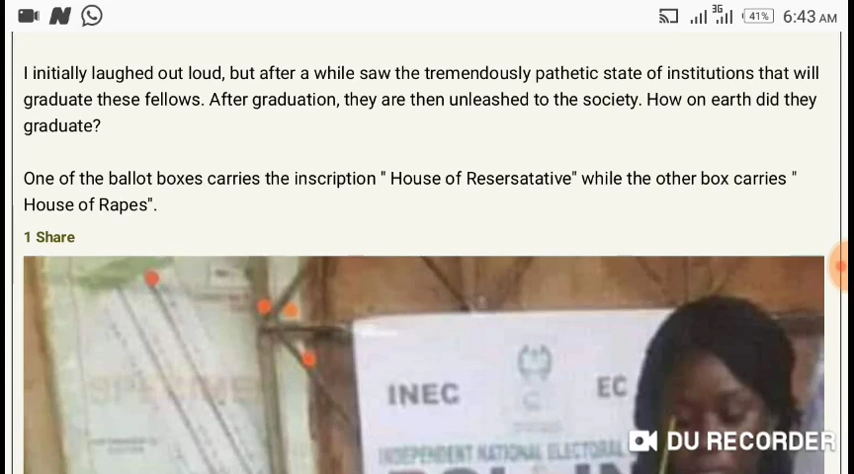 41% 6:43 AM
3G
I initially laughed out loud, but after a while saw the tremendously pathetic state of institutions that will
graduate these fellows. After graduation, they are then unleashed to the society. How on earth did they
graduate?
One of the ballot boxes carries the inscription " House of Resersatative" while the other box carries "
House of Rapes".
1 Share
SPECIMEN
INEC EC
INDEPENDENT NATIONAL ELECTORAL
DU RECORDER